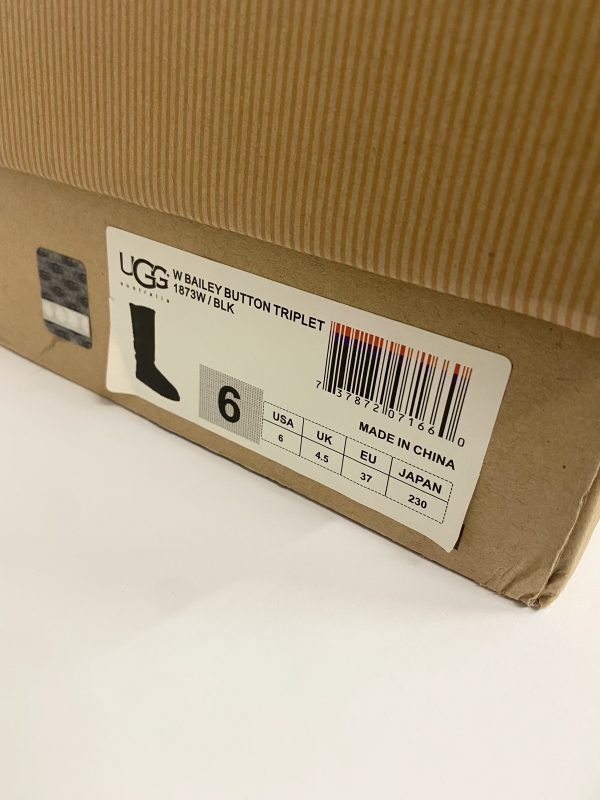 UGG
australia
W BAILEY BUTTON TRIPLET
1873W / BLK
7 37872 07166 0
6
MADE IN CHINA
USA UK EU JAPAN
6 4.5 37 230